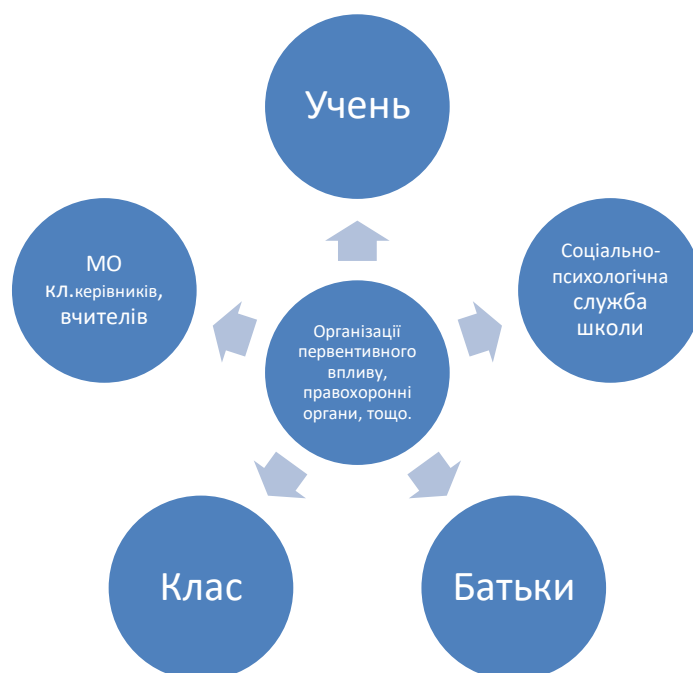 Учень
МО
кл.керівників,
вчителів
Соціально-
психологічна
служба
школи
Організації
первентивного
впливу,
правохоронні
органи, тощо.
Клас
Батьки